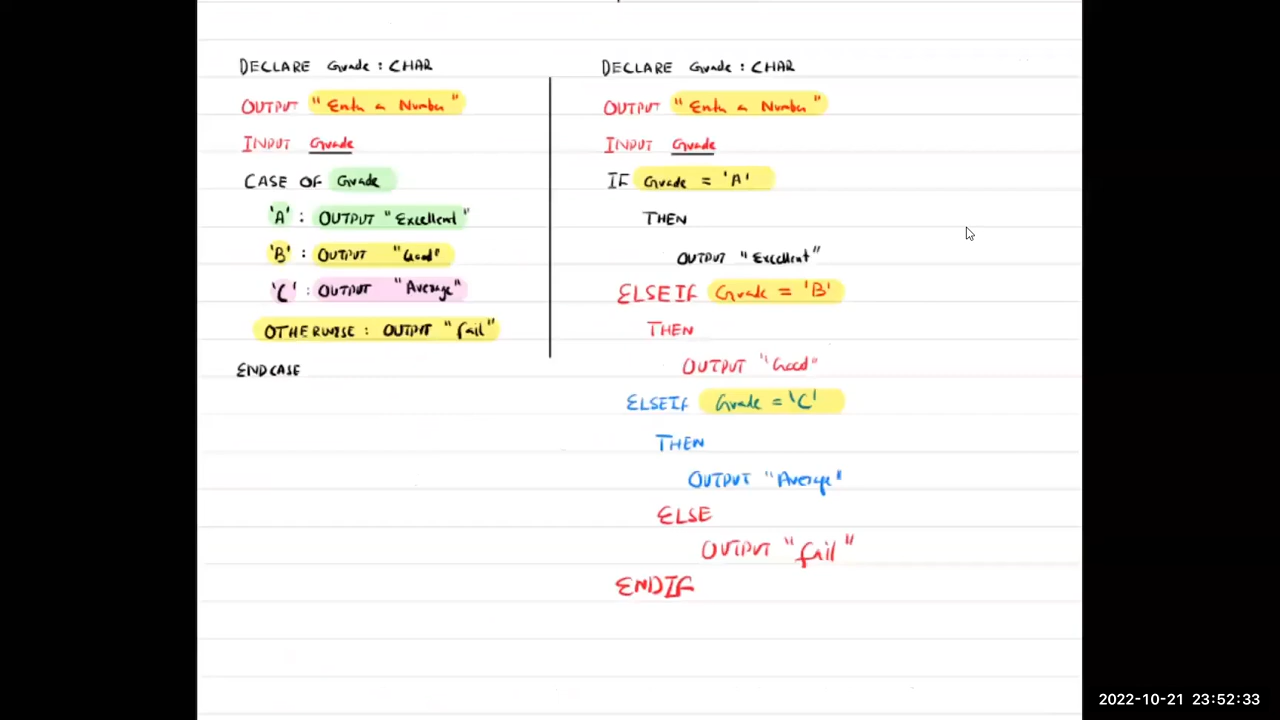 DECLARE Grade : CHAR
OUTPUT "Enter a Number"
INPUT Grade
CASE OF Grade
'A' : OUTPUT "Excellent"
'B' : OUTPUT "Good"
'C' : OUTPUT "Average"
OTHERWISE : OUTPUT "fail"
ENDCASE
DECLARE Grade : CHAR
OUTPUT "Enter a Number"
INPUT Grade
IF Grade = 'A'
THEN
OUTPUT "Excellent"
ELSEIF Grade = 'B'
THEN
OUTPUT "Good"
ELSEIF Grade = 'C'
THEN
OUTPUT "Average"
ELSE
OUTPUT "fail"
ENDIF
2022-10-21 23:52:33